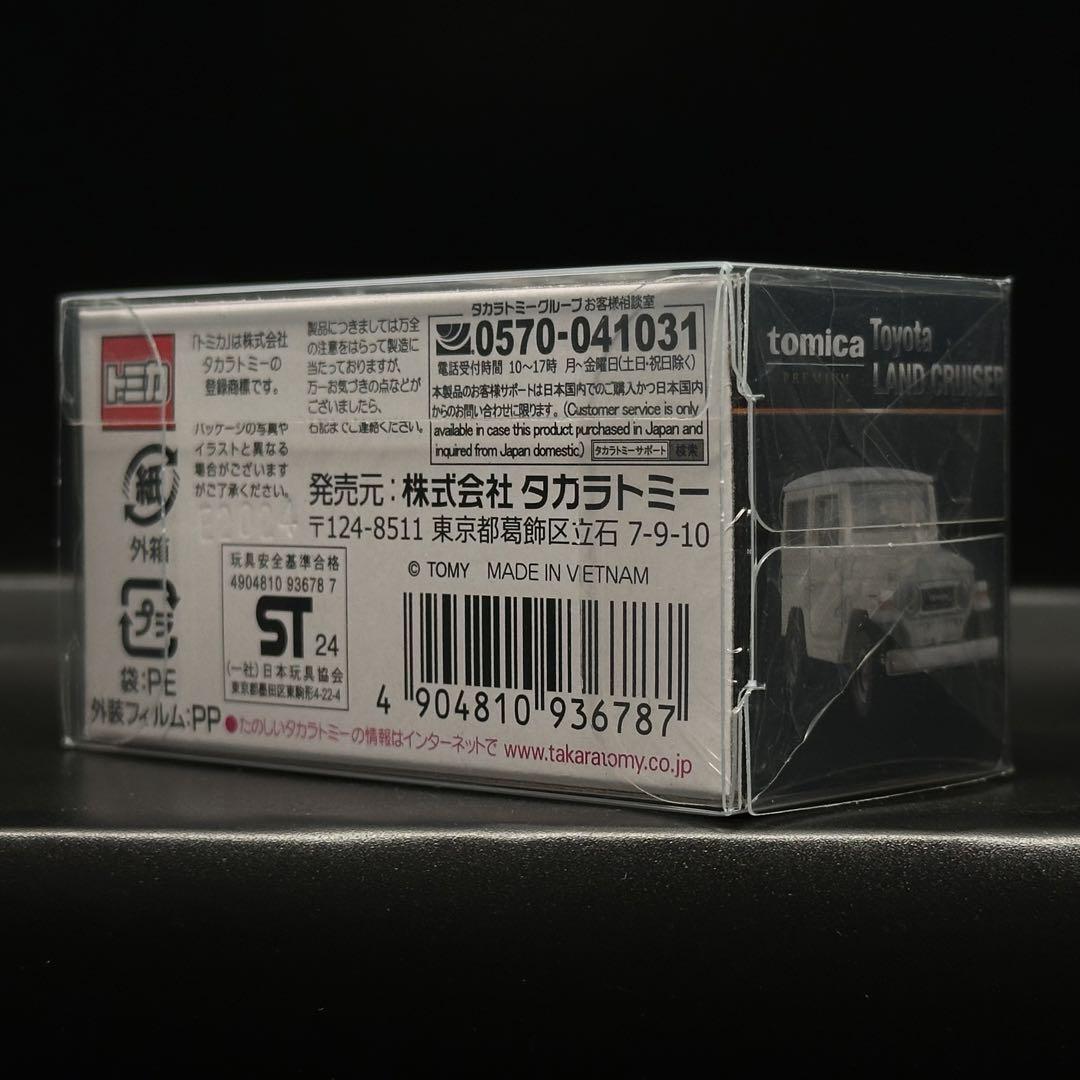 トミカ
「トミカ」は株式会社
タカラトミーの
登録商標です。
パッケージの写真や
イラストと異なる
場合がございます
がご了承ください。
製品につきましては万全
の注意をはらって製造に
当たっておりますが、
万一お気づきの点などが
ございましたら、
右記までご連絡ください。
タカラトミーグループ お客様相談室
0570-041031
電話受付時間 10〜17時 月〜金曜日(土日・祝日除く)
本製品のお客様サポートは日本国内でのご購入かつ日本国内
からのお問い合わせに限ります。(Customer service is only
available in case this product purchased in Japan and
inquired from Japan domestic.) タカラトミーサポート 検索
発売元：株式会社 タカラトミー
〒124-8511 東京都葛飾区立石 7-9-10
© TOMY MADE IN VIETNAM
紙
外箱
プラ
袋:PE
外装フィルム:PP
玩具安全基準合格
4904810 93678 7
ST 24
(一社)日本玩具協会
東京都墨田区東駒形4-22-4
4 904810 936787
●たのしいタカラトミーの情報はインターネットで www.takaratomy.co.jp
tomica
PREMIUM
Toyota
LAND CRUISER